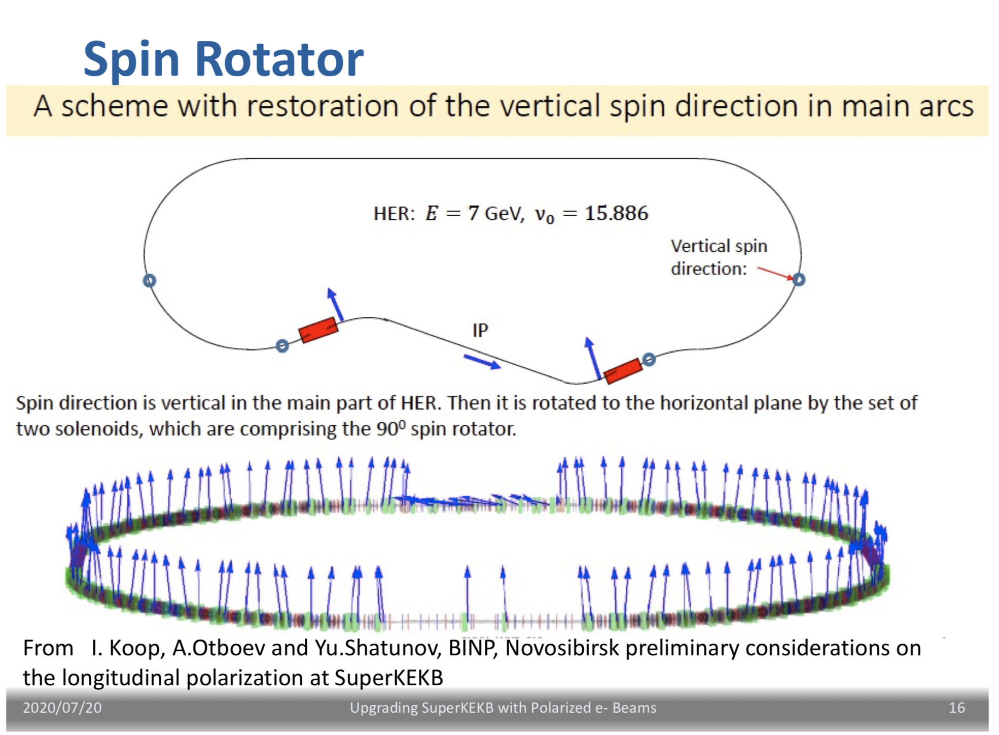 Spin Rotator
A scheme with restoration of the vertical spin direction in main arcs
HER: E = 7 GeV, ν₀ = 15.886
Vertical spin
direction:
IP
Spin direction is vertical in the main part of HER. Then it is rotated to the horizontal plane by the set of
two solenoids, which are comprising the 90⁰ spin rotator.
From I. Koop, A.Otboev and Yu.Shatunov, BINP, Novosibirsk preliminary considerations on
the longitudinal polarization at SuperKEKB
2020/07/20 Upgrading SuperKEKB with Polarized e- Beams 16